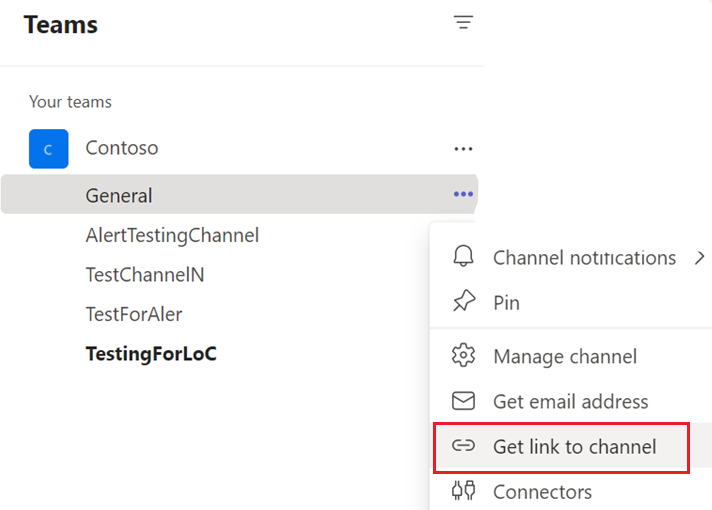 Teams
Your teams
C
Contoso
General
AlertTestingChannel
TestChannelN
TestForAler
TestingForLoC
Channel notifications
Pin
Manage channel
Get email address
Get link to channel
Connectors